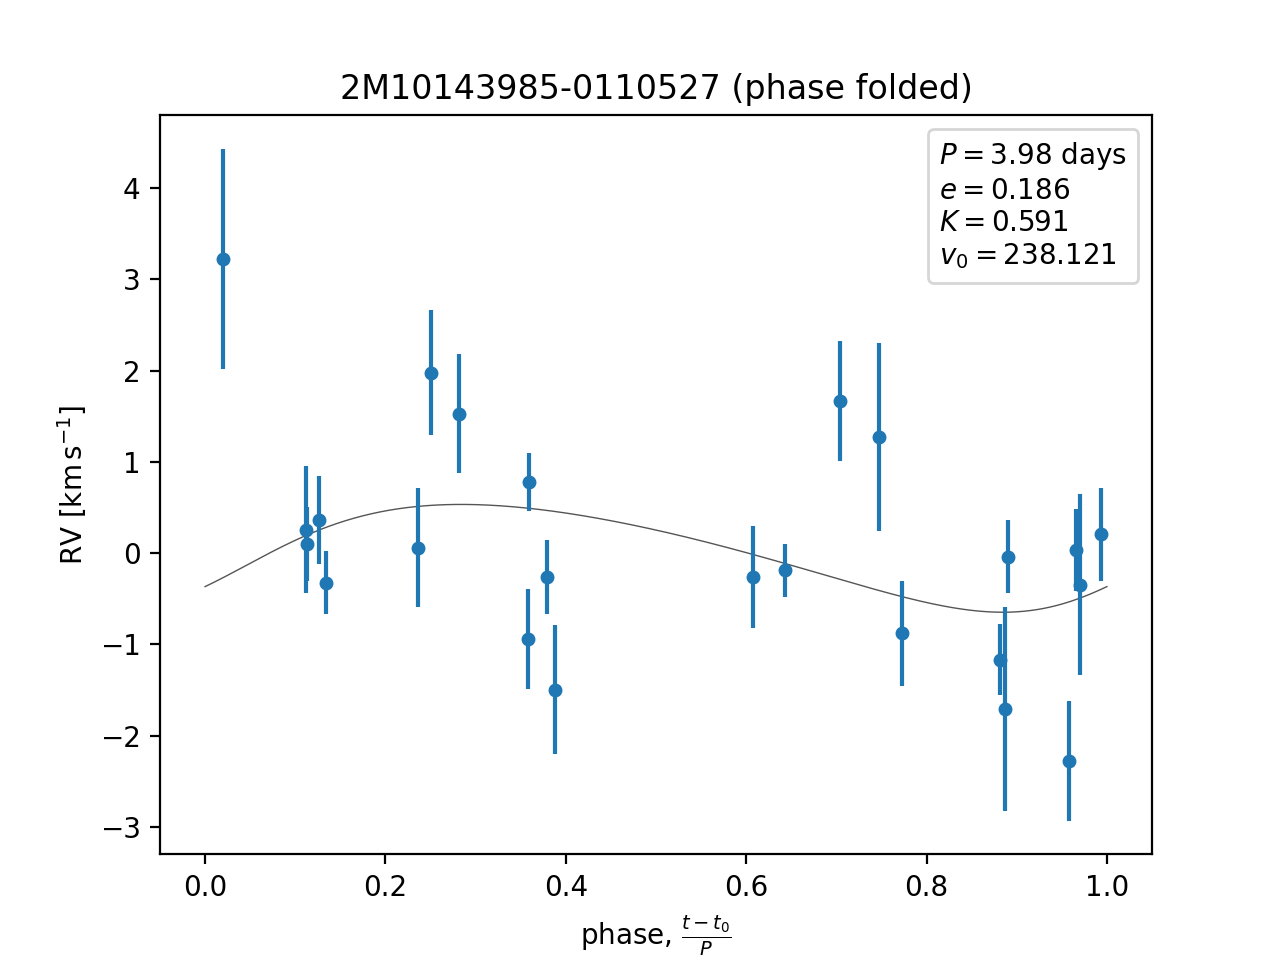 2M10143985-0110527 (phase folded)
P = 3.98 days
e = 0.186
K = 0.591
v₀ = 238.121
RV [km s⁻¹]
4
3
2
1
0
−1
−2
−3
0.0 0.2 0.4 0.6 0.8 1.0
phase, t − t₀ / P